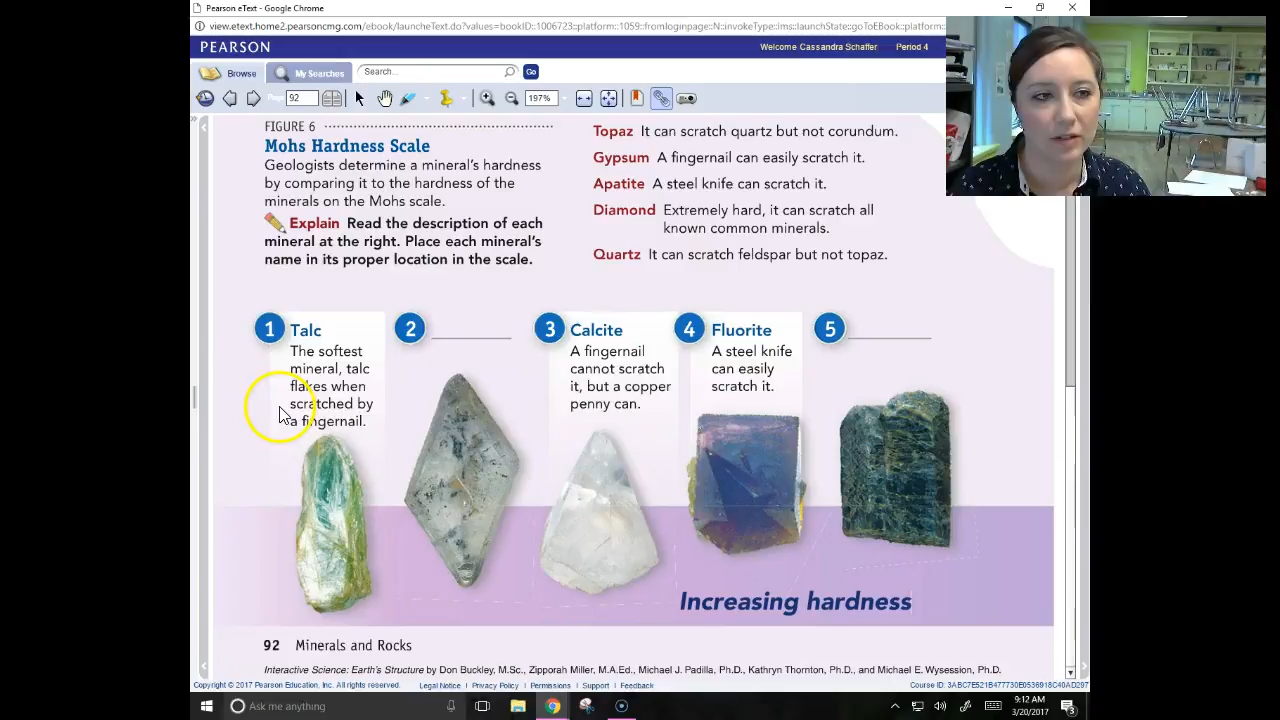 Pearson eText - Google Chrome
view.etext.home2.pearsoncmg.com/ebook/launcheText.do?values=bookID::1006723::platform::1059::fromloginpage::N::invokeType::lms::launchState::goToEBook::platform::
PEARSON
Welcome Cassandra Schaffer Period 4
Browse My Searches Search... Go
Page 92 197%
FIGURE 6
Mohs Hardness Scale
Geologists determine a mineral's hardness
by comparing it to the hardness of the
minerals on the Mohs scale.
Explain Read the description of each
mineral at the right. Place each mineral's
name in its proper location in the scale.
Topaz It can scratch quartz but not corundum.
Gypsum A fingernail can easily scratch it.
Apatite A steel knife can scratch it.
Diamond Extremely hard, it can scratch all
known common minerals.
Quartz It can scratch feldspar but not topaz.
1 Talc
The softest
mineral, talc
flakes when
scratched by
a fingernail.
2
3 Calcite
A fingernail
cannot scratch
it, but a copper
penny can.
4 Fluorite
A steel knife
can easily
scratch it.
5
Increasing hardness
92 Minerals and Rocks
Interactive Science: Earth's Structure by Don Buckley, M.Sc., Zipporah Miller, M.A.Ed., Michael J. Padilla, Ph.D., Kathryn Thornton, Ph.D., and Michael E. Wysession, Ph.D.
Copyright © 2017 Pearson Education, Inc. All rights reserved. Legal Notice | Privacy Policy | Permissions | Support | Feedback
Course ID: 3ABC7E521B477730E0536918C40AD297
Ask me anything
9:12 AM
3/20/2017
3